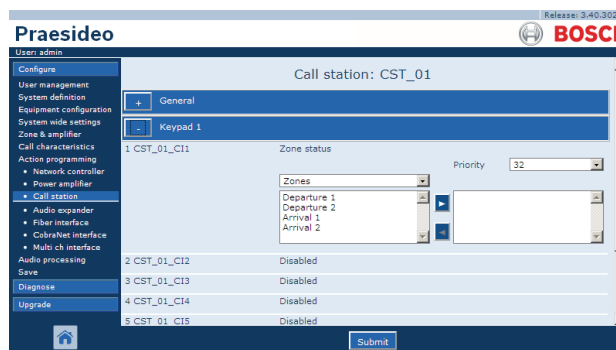 Release: 3.40.302
Praesideo
BOSCH
User: admin
Configure
User management
System definition
Equipment configuration
System wide settings
Zone & amplifier
Call characteristics
Action programming
• Network controller
• Power amplifier
• Call station
• Audio expander
• Fiber interface
• CobraNet interface
• Multi ch interface
Audio processing
Save
Diagnose
Upgrade
Call station: CST_01
+ General
- Keypad 1
1 CST_01_CI1 Zone status
Priority 32
Zones
Departure 1
Departure 2
Arrival 1
Arrival 2
2 CST_01_CI2 Disabled
3 CST_01_CI3 Disabled
4 CST_01_CI4 Disabled
5 CST_01_CI5 Disabled
Submit